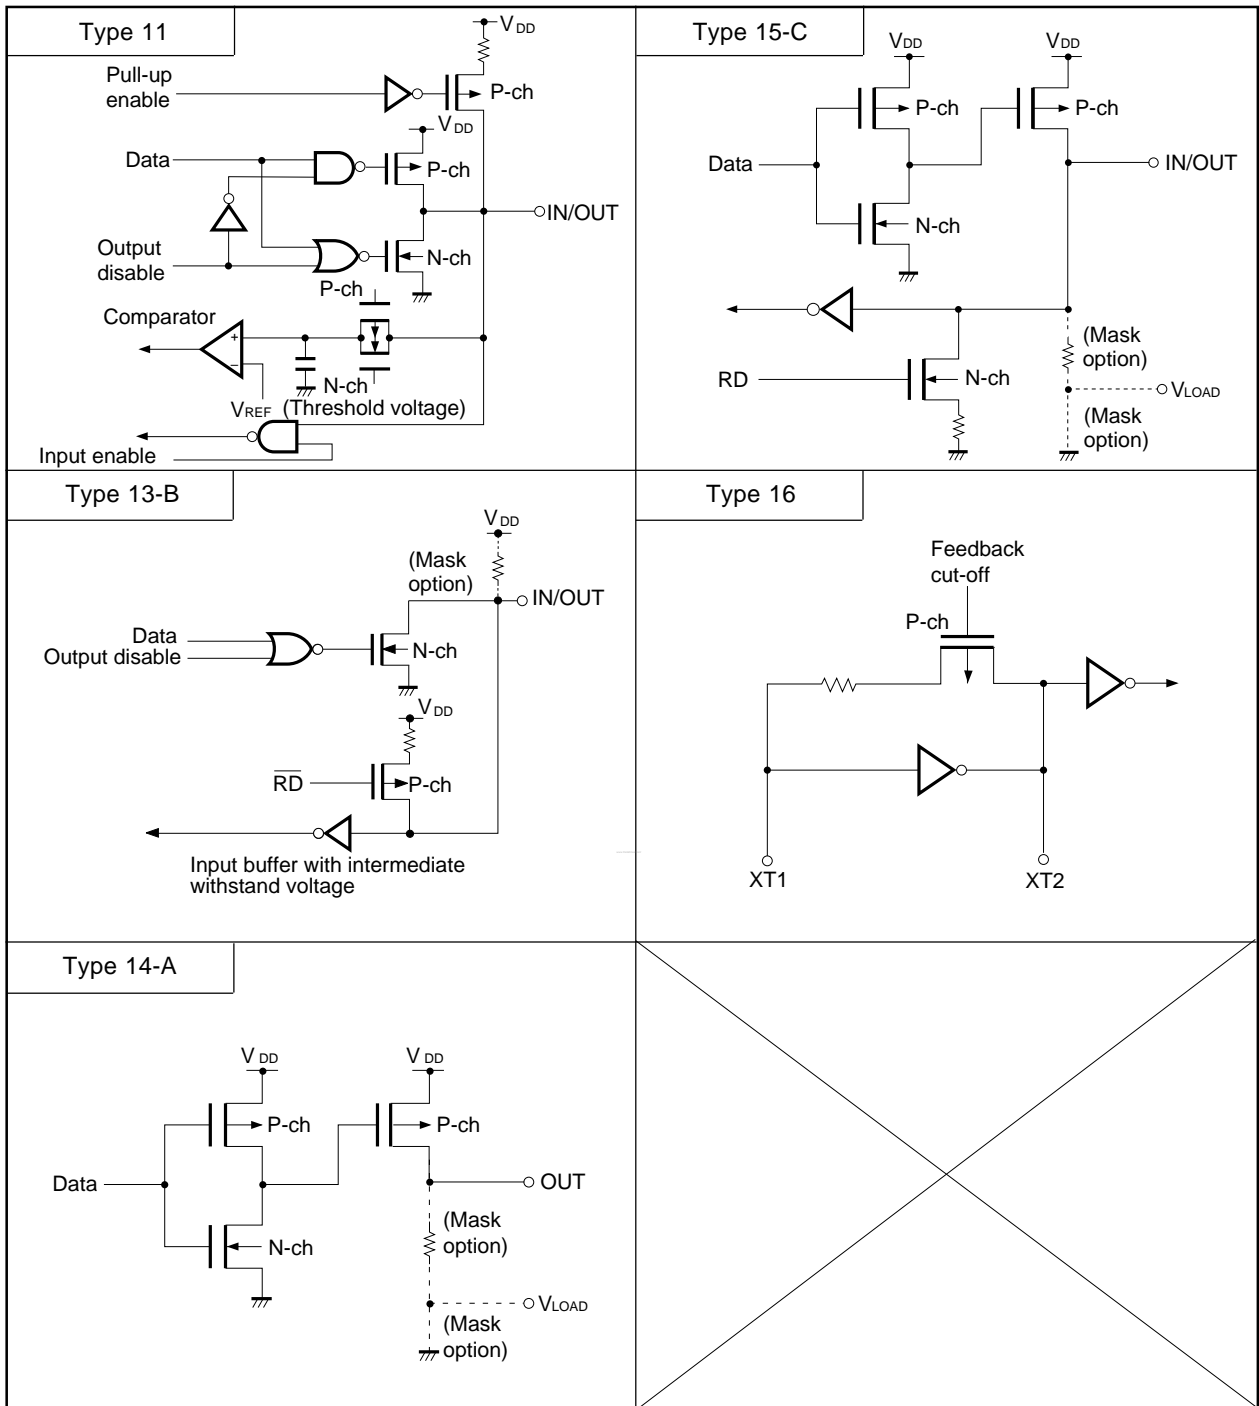 Type 11
VDD
Pull-up
enable
P-ch
VDD
Data
P-ch
IN/OUT
Output
disable
N-ch
P-ch
Comparator
+
−
N-ch
VREF (Threshold voltage)
Input enable
Type 15-C
VDD
VDD
P-ch
P-ch
Data
IN/OUT
N-ch
(Mask
option)
RD
N-ch
VLOAD
(Mask
option)
Type 13-B
VDD
(Mask
option)
IN/OUT
Data
Output disable
N-ch
VDD
RD
P-ch
Input buffer with intermediate
withstand voltage
Type 16
Feedback
cut-off
P-ch
XT1
XT2
Type 14-A
VDD
VDD
P-ch
P-ch
Data
OUT
N-ch
(Mask
option)
VLOAD
(Mask
option)